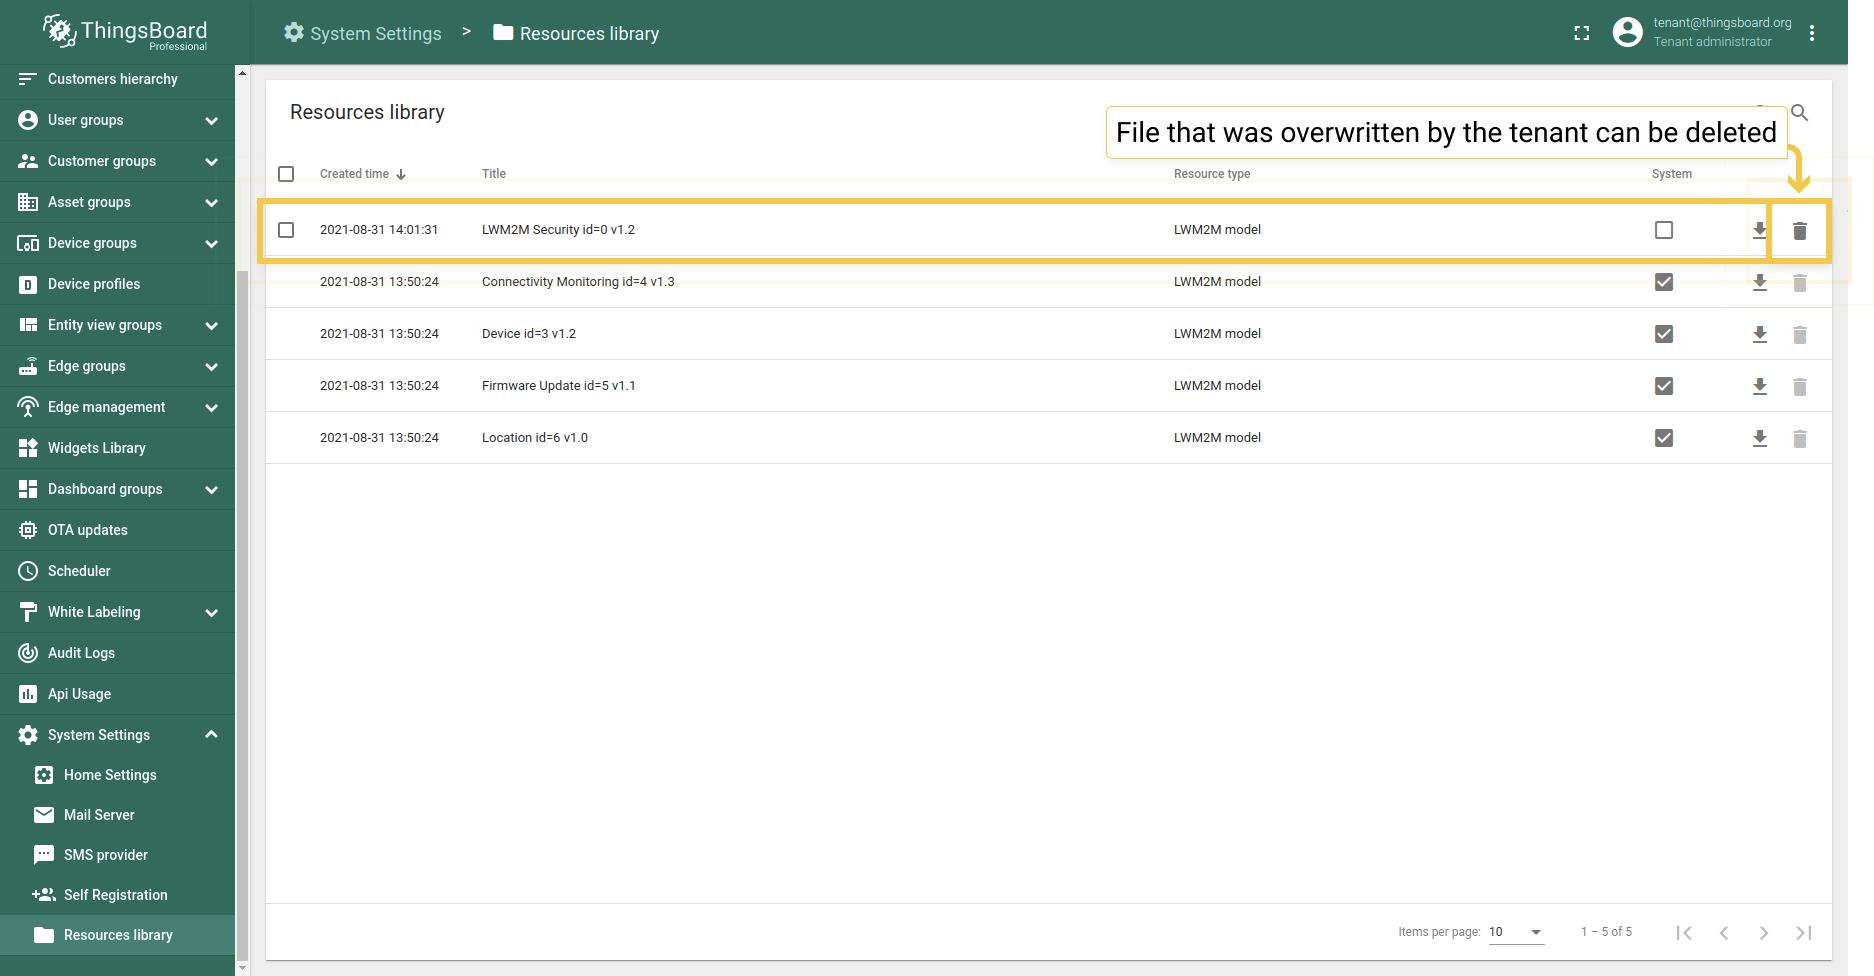 ThingsBoard
Professional
System Settings > Resources library
tenant@thingsboard.org
Tenant administrator
Customers hierarchy
User groups
Customer groups
Asset groups
Device groups
Device profiles
Entity view groups
Edge groups
Edge management
Widgets Library
Dashboard groups
OTA updates
Scheduler
White Labeling
Audit Logs
Api Usage
System Settings
Home Settings
Mail Server
SMS provider
Self Registration
Resources library
Resources library
File that was overwritten by the tenant can be deleted
Created time Title Resource type System
2021-08-31 14:01:31 LWM2M Security id=0 v1.2 LWM2M model
2021-08-31 13:50:24 Connectivity Monitoring id=4 v1.3 LWM2M model
2021-08-31 13:50:24 Device id=3 v1.2 LWM2M model
2021-08-31 13:50:24 Firmware Update id=5 v1.1 LWM2M model
2021-08-31 13:50:24 Location id=6 v1.0 LWM2M model
Items per page: 10 1 – 5 of 5